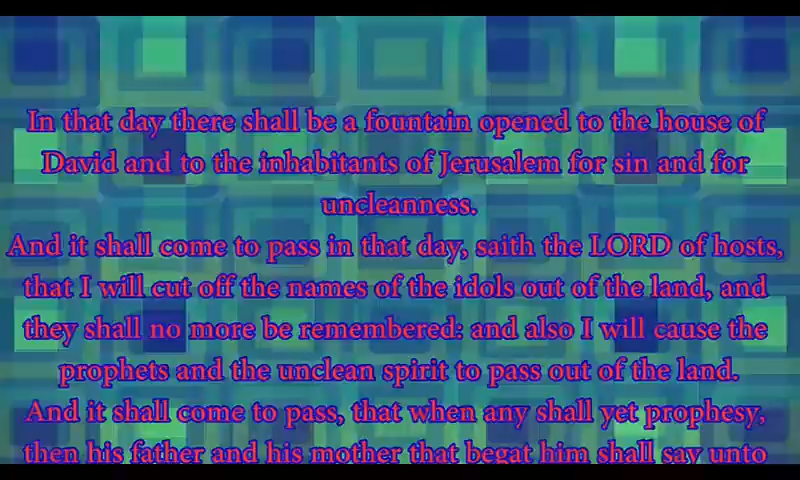 In that day there shall be a fountain opened to the house of
David and to the inhabitants of Jerusalem for sin and for
uncleanness.
And it shall come to pass in that day, saith the LORD of hosts,
that I will cut off the names of the idols out of the land, and
they shall no more be remembered: and also I will cause the
prophets and the unclean spirit to pass out of the land.
And it shall come to pass, that when any shall yet prophesy,
then his father and his mother that begat him shall say unto